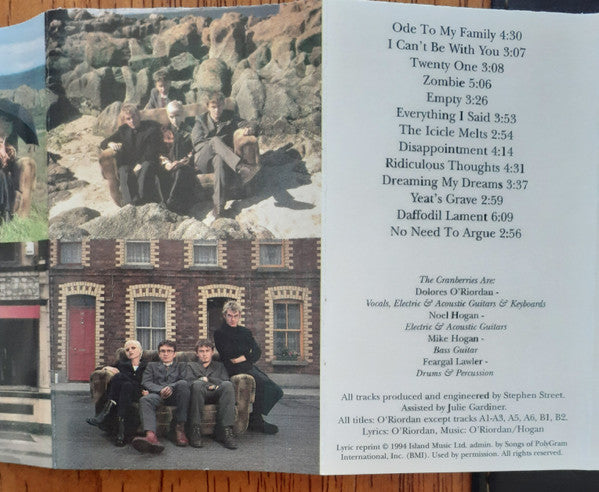 Ode To My Family 4:30
I Can't Be With You 3:07
Twenty One 3:08
Zombie 5:06
Empty 3:26
Everything I Said 3:53
The Icicle Melts 2:54
Disappointment 4:14
Ridiculous Thoughts 4:31
Dreaming My Dreams 3:37
Yeat's Grave 2:59
Daffodil Lament 6:09
No Need To Argue 2:56
The Cranberries Are:
Dolores O'Riordan -
Vocals, Electric & Acoustic Guitars & Keyboards
Noel Hogan -
Electric & Acoustic Guitars
Mike Hogan -
Bass Guitar
Feargal Lawler -
Drums & Percussion
All tracks produced and engineered by Stephen Street.
Assisted by Julie Gardiner.
All titles: O'Riordan except tracks A1-A3, A5, A6, B1, B2.
Lyrics: O'Riordan, Music: O'Riordan/Hogan
Lyric reprint © 1994 Island Music Ltd. admin. by Songs of PolyGram
International, Inc. (BMI). Used by permission. All rights reserved.